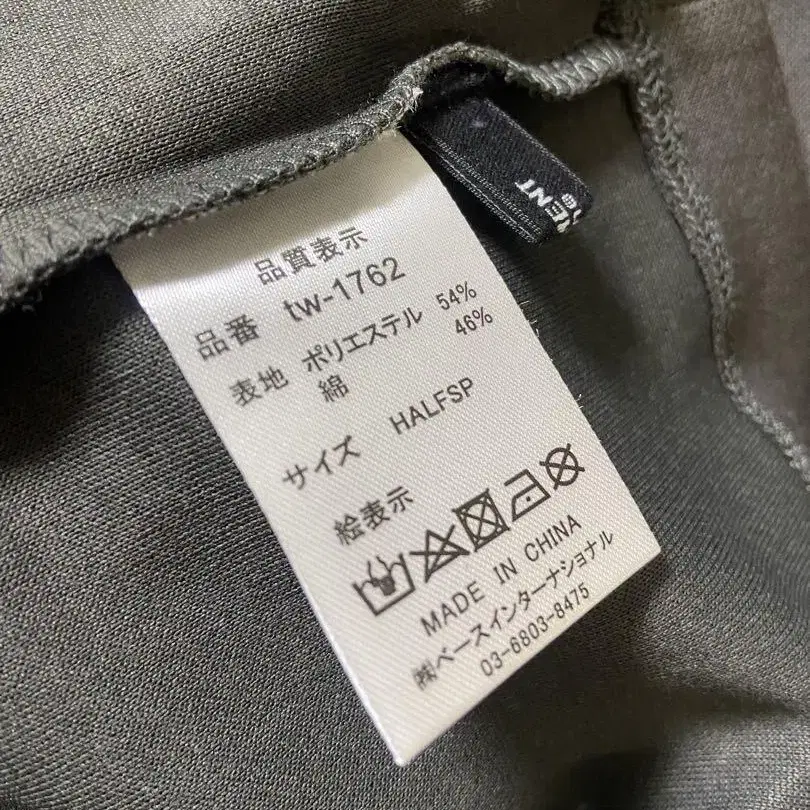 品質表示
品番 tw-1762
表地 ポリエステル 54%
綿 46%
サイズ HALFSP
絵表示
MADE IN CHINA
㈱ベースインターナショナル
03-6803-8475